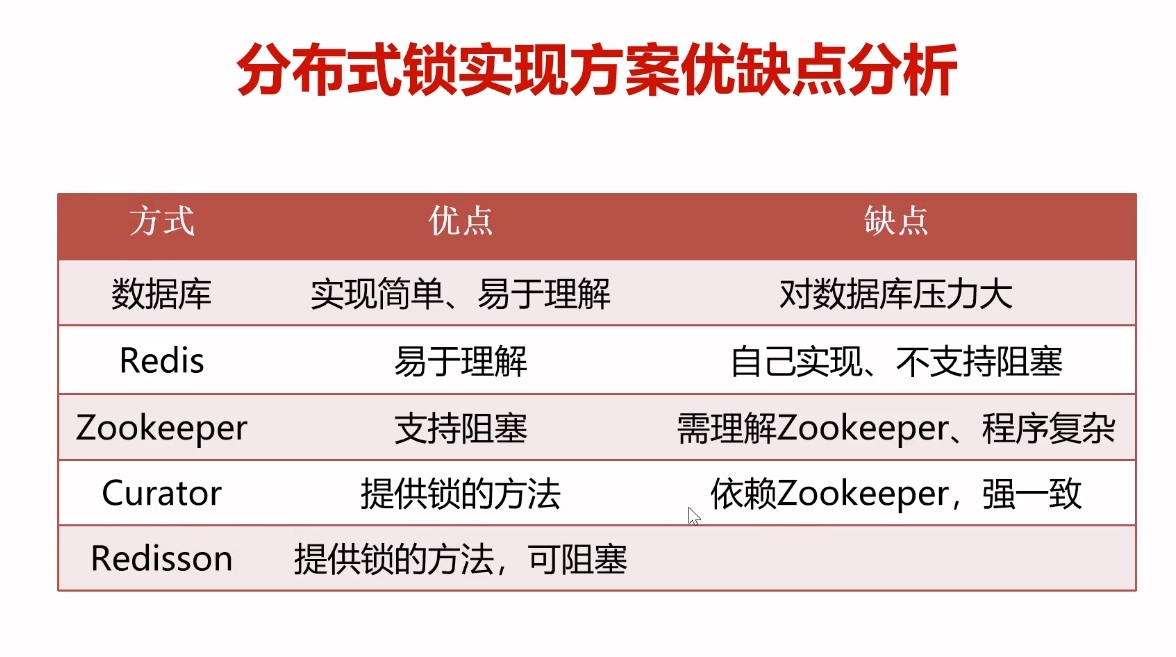 分布式锁实现方案优缺点分析
方式 优点 缺点
数据库 实现简单、易于理解 对数据库压力大
Redis 易于理解 自己实现、不支持阻塞
Zookeeper 支持阻塞 需理解Zookeeper、程序复杂
Curator 提供锁的方法 依赖Zookeeper，强一致
Redisson 提供锁的方法，可阻塞